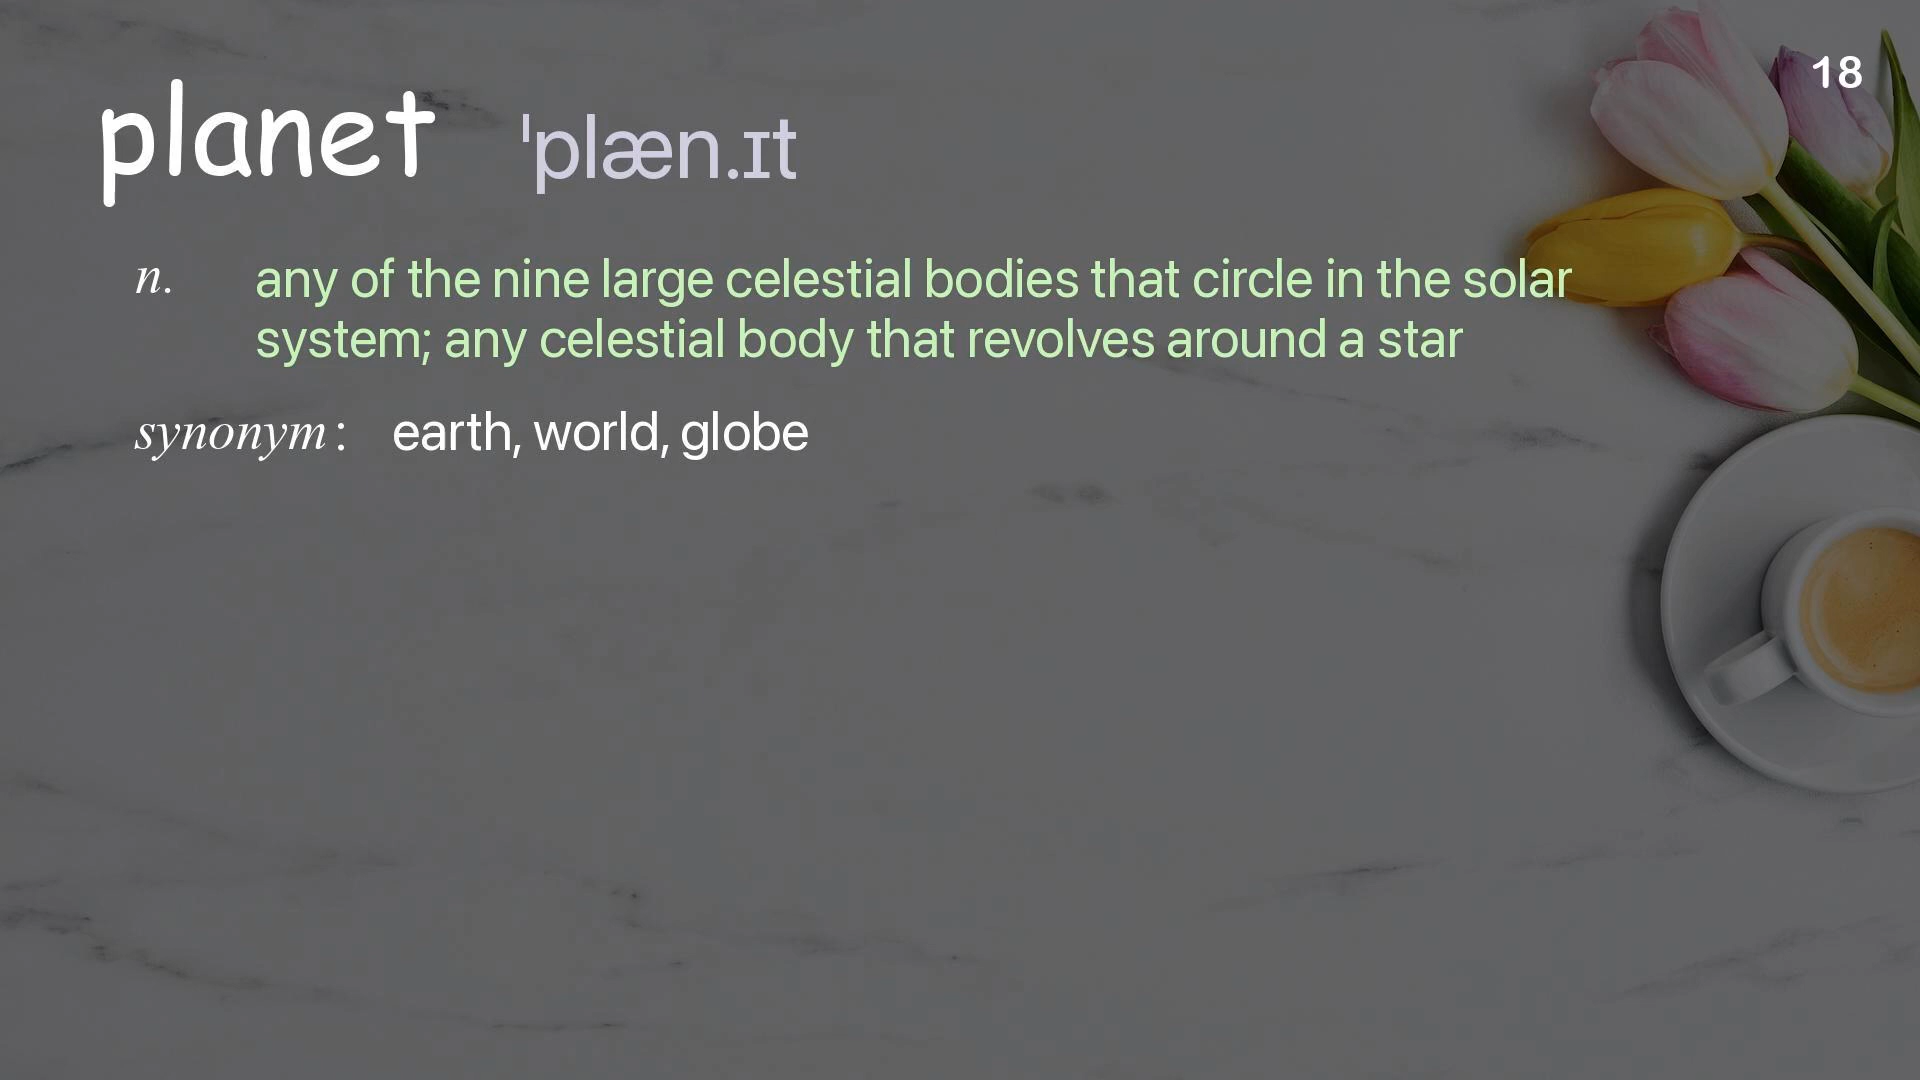 18
planet ˈplæn.ɪt
n. any of the nine large celestial bodies that circle in the solar
system; any celestial body that revolves around a star
synonym: earth, world, globe